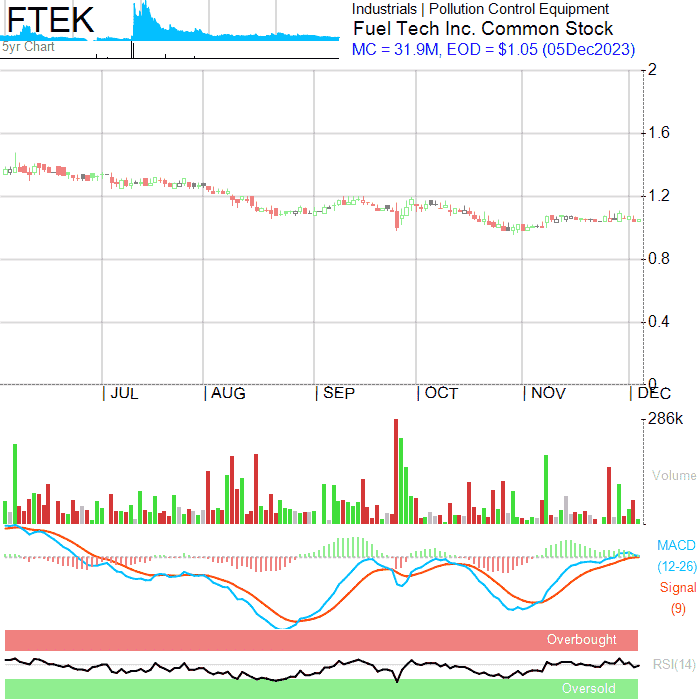 FTEK
5yr Chart
Industrials | Pollution Control Equipment
Fuel Tech Inc. Common Stock
MC = 31.9M, EOD = $1.05 (05Dec2023)
2
1.6
1.2
0.8
0.4
0
| JUL | AUG | SEP | OCT | NOV | DEC
286k
Volume
MACD
(12-26)
Signal
(9)
Overbought
RSI(14)
Oversold